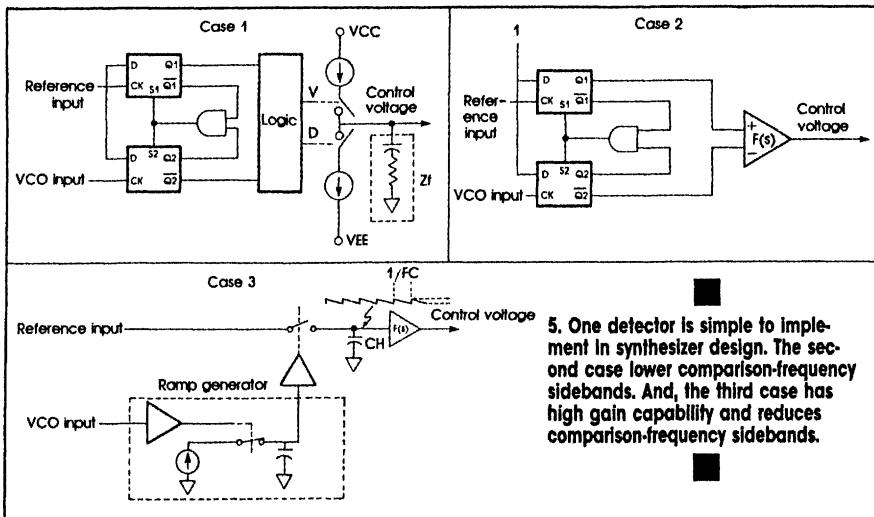 Case 1
VCC
D
Q1
Reference
input
CK
S1
Q1
Logic
V
Control
voltage
D
S2
D
Q2
VCO input
CK
Q2
Zf
VEE
Case 2
1
D
Q1
Refer-
ence
input
CK
S1
Q1
S2
D
Q2
VCO input
CK
Q2
+
F(s)
−
Control
voltage
Case 3
1/FC
Reference input
Control voltage
CH
F(s)
Ramp generator
VCO input
5. One detector is simple to imple-
ment in synthesizer design. The sec-
ond case lower comparison-frequency
sidebands. And, the third case has
high gain capability and reduces
comparison-frequency sidebands.